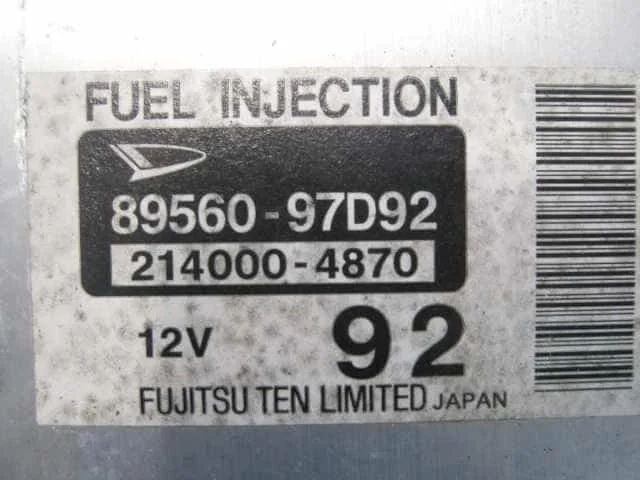 FUEL INJECTION
89560-97D92
214000-4870
12V 92
FUJITSU TEN LIMITED JAPAN